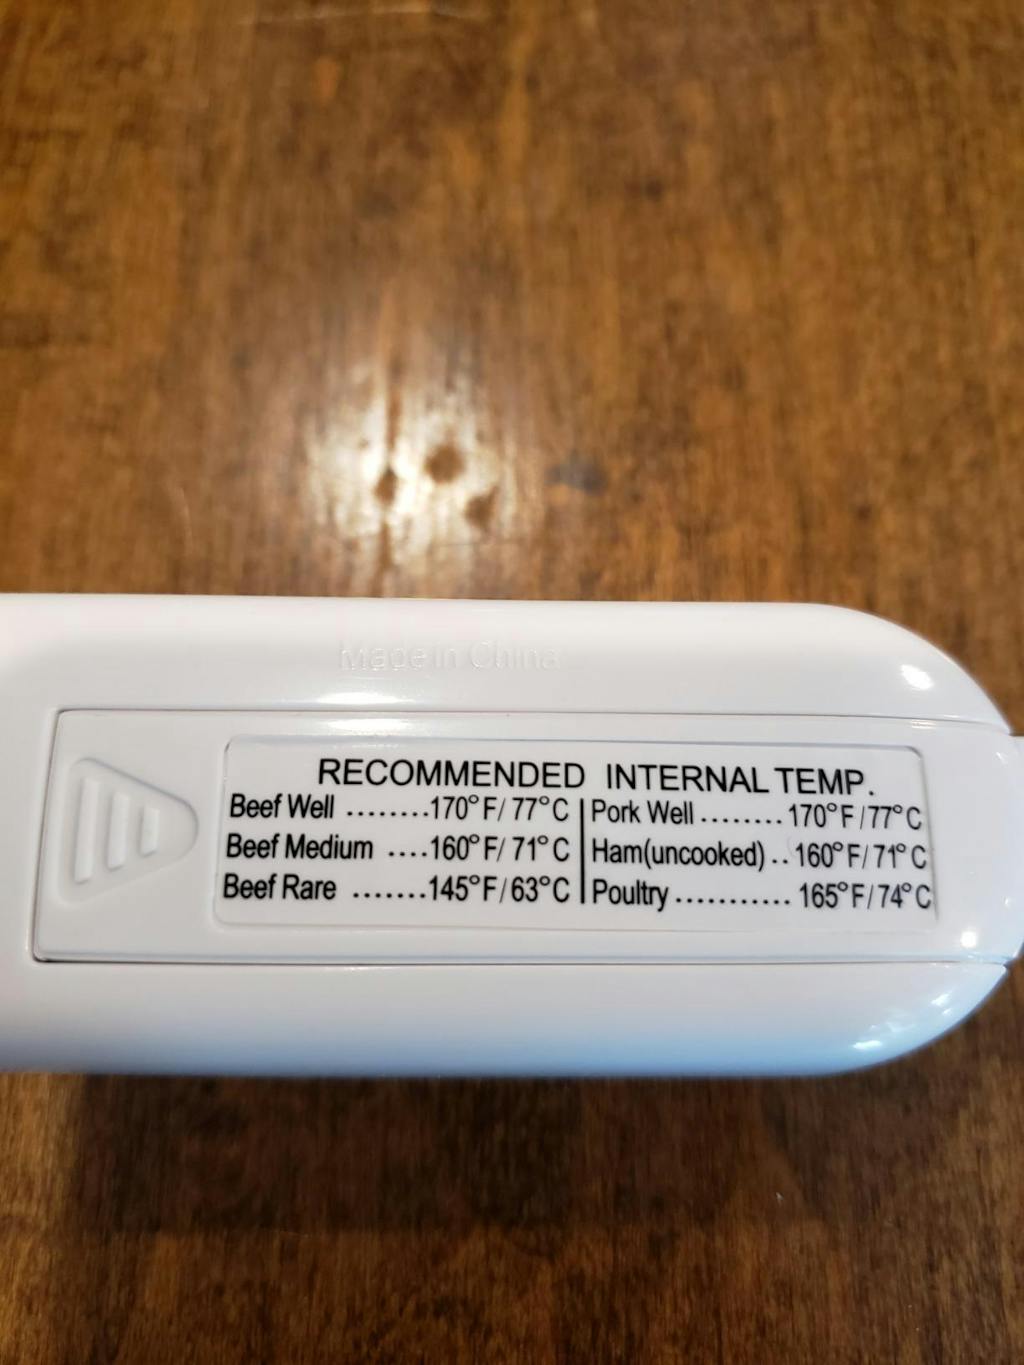 Made in China
RECOMMENDED INTERNAL TEMP.
Beef Well ........170°F/77°C
Beef Medium ....160°F/71°C
Beef Rare .......145°F/63°C
Pork Well ........170°F/77°C
Ham(uncooked) ..160°F/71°C
Poultry ...........165°F/74°C